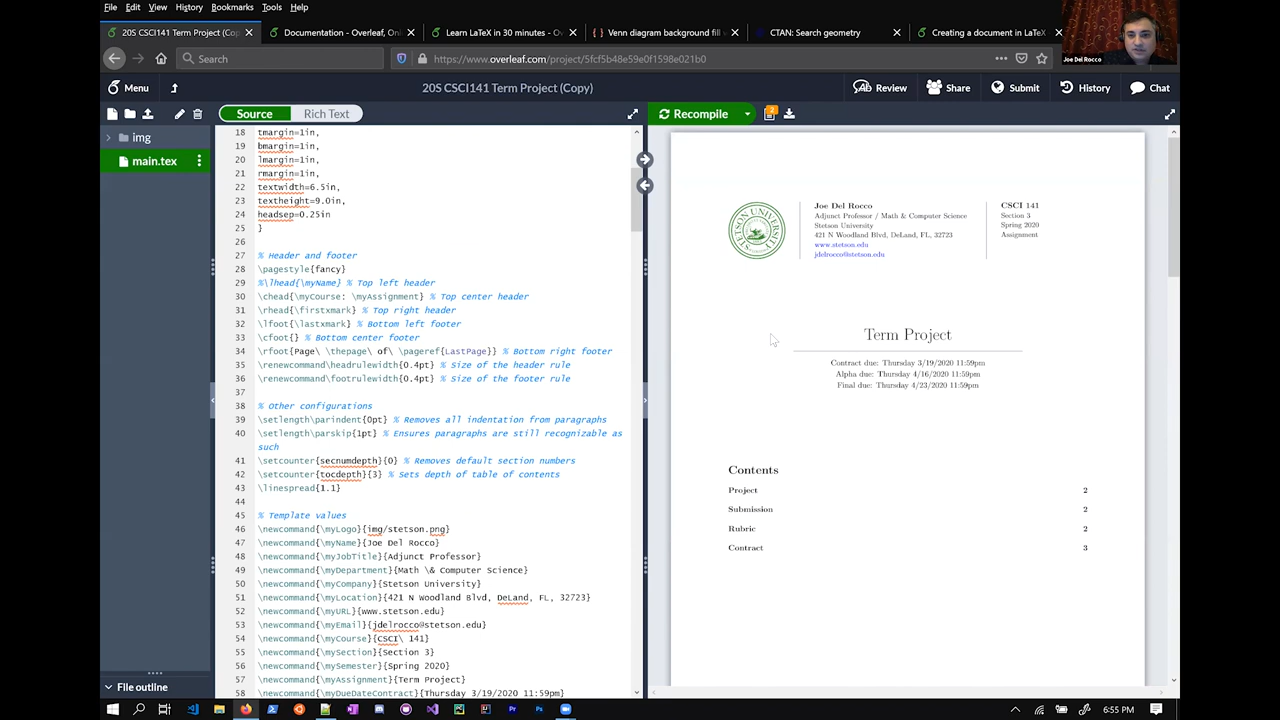 File Edit View History Bookmarks Tools Help
20S CSCI141 Term Project (Copy) Documentation - Overleaf, Onl Learn LaTeX in 30 minutes - Ov Venn diagram background fill CTAN: Search geometry Creating a document in LaTeX
Search
https://www.overleaf.com/project/5fcf5b48e59e0f1598e021b0
Joe Del Rocco
Menu
20S CSCI141 Term Project (Copy)
Review Share Submit History Chat
Source Rich Text
Recompile
2
img
main.tex
File outline
18 tmargin=1in,
19 bmargin=1in,
20 lmargin=1in,
21 rmargin=1in,
22 textwidth=6.5in,
23 textheight=9.0in,
24 headsep=0.25in
25 }
26
27 % Header and footer
28 \pagestyle{fancy}
29 %\lhead{\myName} % Top left header
30 \chead{\myCourse: \myAssignment} % Top center header
31 \rhead{\firstxmark} % Top right header
32 \lfoot{\lastxmark} % Bottom left footer
33 \cfoot{} % Bottom center footer
34 \rfoot{Page\ \thepage\ of\ \pageref{LastPage}} % Bottom right footer
35 \renewcommand\headrulewidth{0.4pt} % Size of the header rule
36 \renewcommand\footrulewidth{0.4pt} % Size of the footer rule
37
38 % Other configurations
39 \setlength\parindent{0pt} % Removes all indentation from paragraphs
40 \setlength\parskip{1pt} % Ensures paragraphs are still recognizable as
such
41 \setcounter{secnumdepth}{0} % Removes default section numbers
42 \setcounter{tocdepth}{3} % Sets depth of table of contents
43 \linespread{1.1}
44
45 % Template values
46 \newcommand{\myLogo}{img/stetson.png}
47 \newcommand{\myName}{Joe Del Rocco}
48 \newcommand{\myJobTitle}{Adjunct Professor}
49 \newcommand{\myDepartment}{Math \& Computer Science}
50 \newcommand{\myCompany}{Stetson University}
51 \newcommand{\myLocation}{421 N Woodland Blvd, DeLand, FL, 32723}
52 \newcommand{\myURL}{www.stetson.edu}
53 \newcommand{\myEmail}{jdelrocco@stetson.edu}
54 \newcommand{\myCourse}{CSCI\ 141}
55 \newcommand{\mySection}{Section 3}
56 \newcommand{\mySemester}{Spring 2020}
57 \newcommand{\myAssignment}{Term Project}
58 \newcommand{\myDueDateContract}{Thursday 3/19/2020 11:59pm}
STETSON UNIVERSITY
Joe Del Rocco
Adjunct Professor / Math & Computer Science
Stetson University
421 N Woodland Blvd, DeLand, FL, 32723
www.stetson.edu
jdelrocco@stetson.edu
CSCI 141
Section 3
Spring 2020
Assignment
Term Project
Contract due: Thursday 3/19/2020 11:59pm
Alpha due: Thursday 4/16/2020 11:59pm
Final due: Thursday 4/23/2020 11:59pm
Contents
Project 2
Submission 2
Rubric 2
Contract 3
6:55 PM